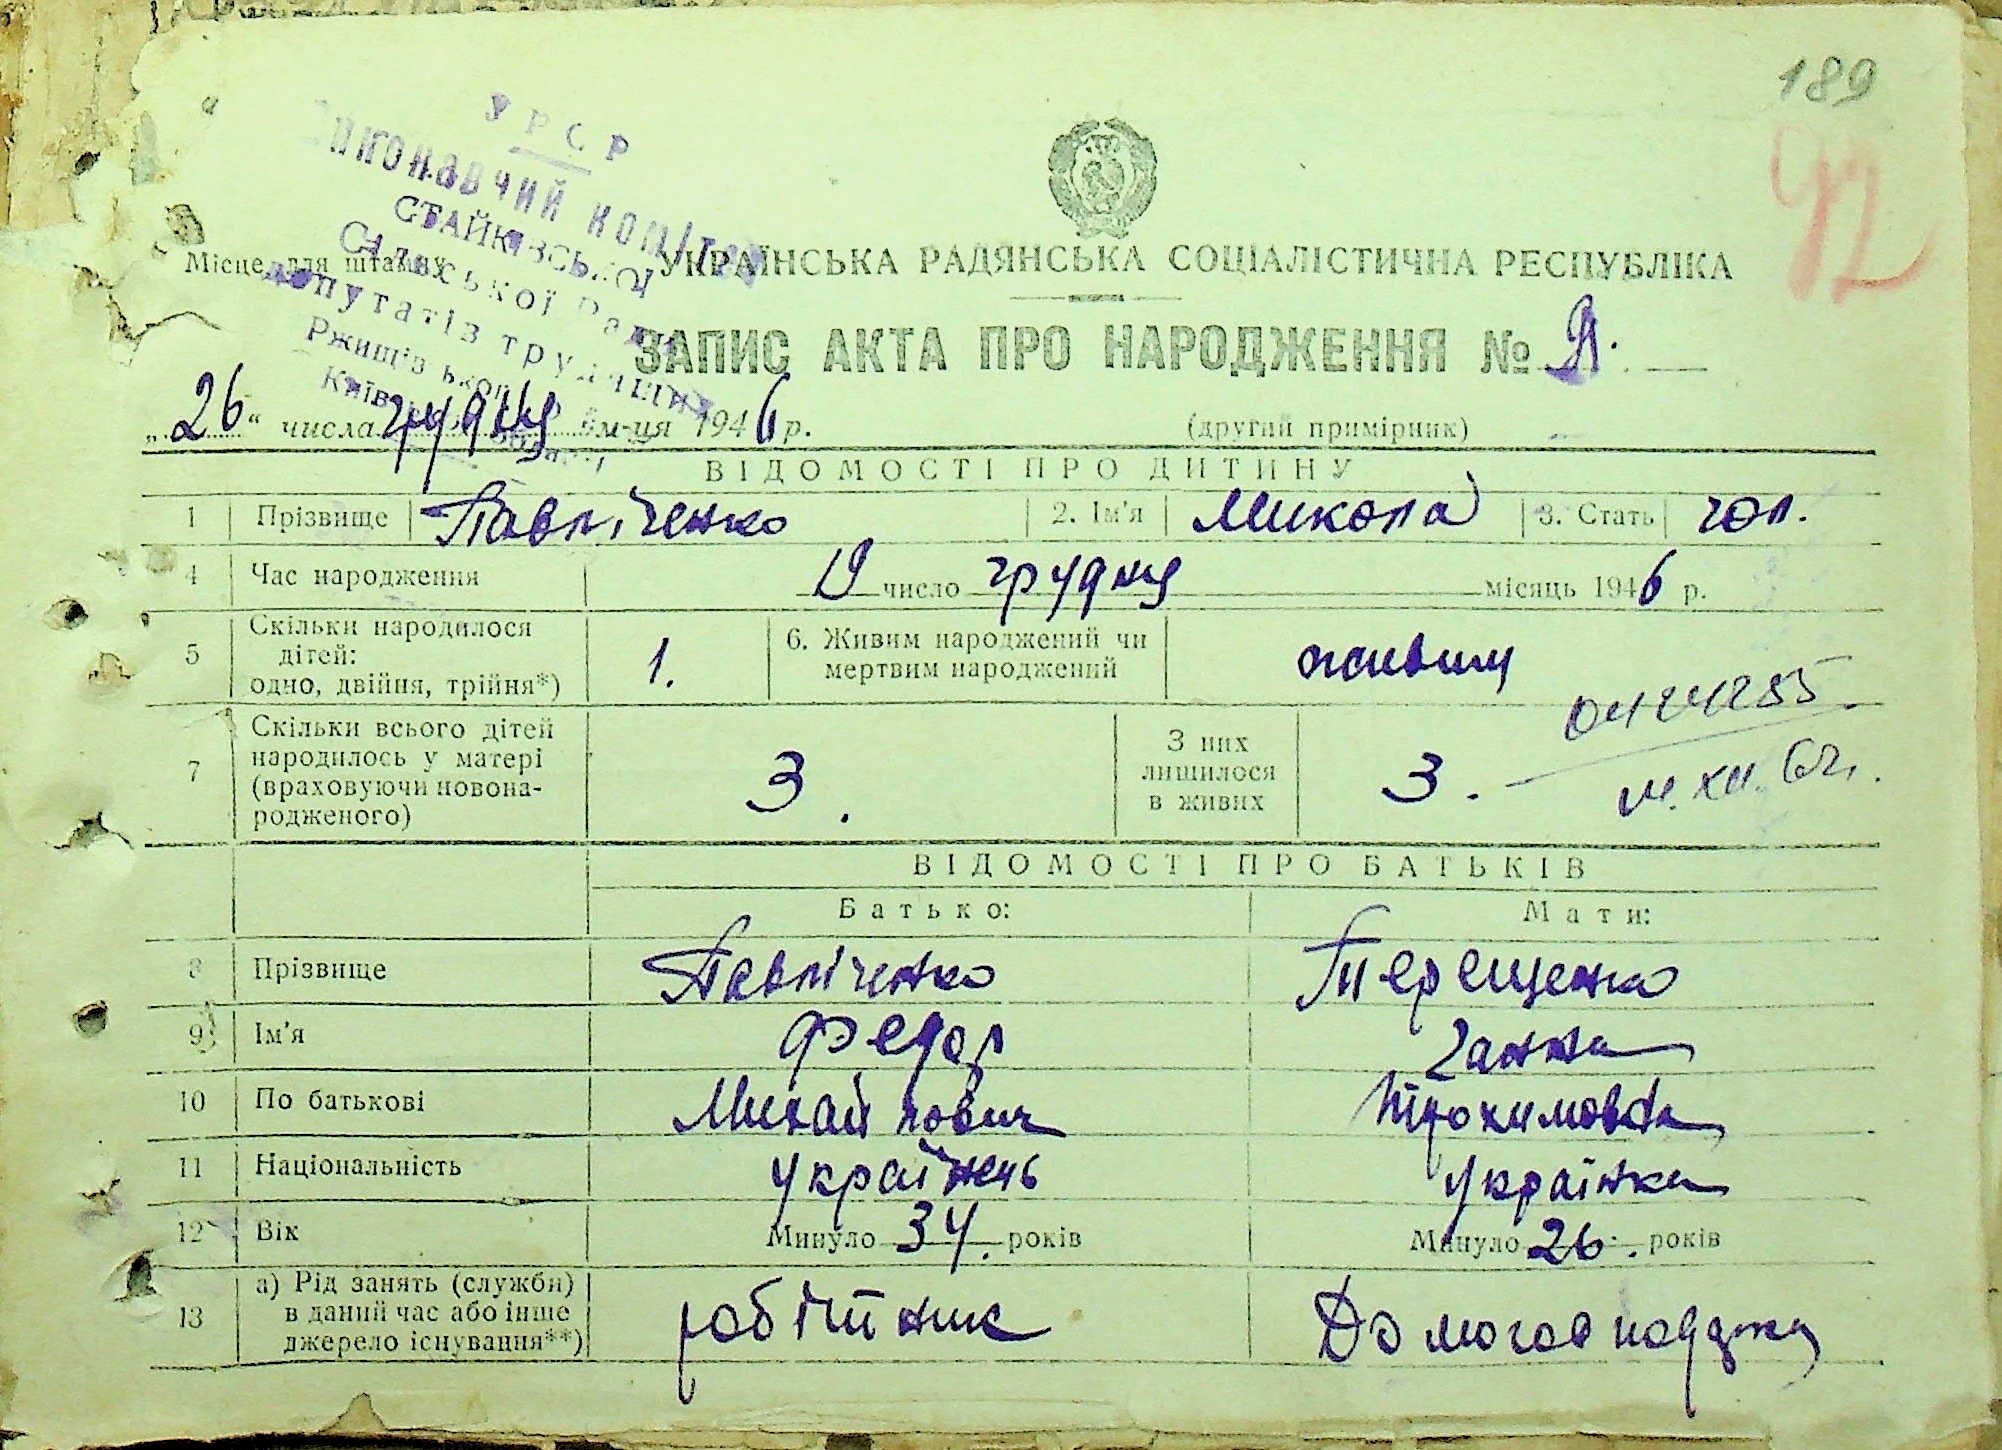 189
92
УРСР
Виконавчий комітет
СТАЙКІВСЬКОЇ
Сільської Ради
депутатів трудящих
Ржищівського р-ну
Київської області
Місце для штампу
УКРАЇНСЬКА РАДЯНСЬКА СОЦІАЛІСТИЧНА РЕСПУБЛІКА
ЗАПИС АКТА ПРО НАРОДЖЕННЯ №
„26“ числа грудня м-ця 1946 р.
(другий примірник)
ВІДОМОСТІ ПРО ДИТИНУ
1 Прізвище Павліченко 2. Ім'я Микола 3. Стать чол.
4 Час народження число грудня місяць 1946 р.
5 Скільки народилося дітей: одно, двійня, трійня*) 1. 6. Живим народжений чи мертвим народжений живим
7 Скільки всього дітей народилось у матері (враховуючи новонародженого) 3. З них лишилося в живих 3.
ВІДОМОСТІ ПРО БАТЬКІВ
Батько: Мати:
8 Прізвище Павліченко Терещенко
9 Ім'я Федор Ганна
10 По батькові Михайлович Трохимовна
11 Національність українець українка
12 Вік Минуло 34. років Минуло 26. років
13 а) Рід занять (служби) в даний час або інше джерело існування**) робітник Домогосподарка